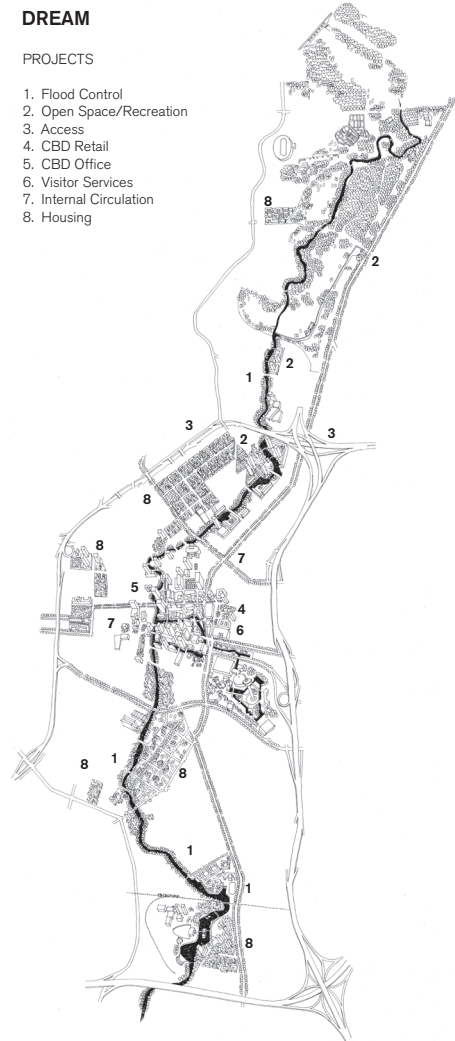 DREAM
PROJECTS
1. Flood Control
2. Open Space/Recreation
3. Access
4. CBD Retail
5. CBD Office
6. Visitor Services
7. Internal Circulation
8. Housing
8
2
2
1
3
3
2
8
7
8
5
4
7
6
1
8
8
1
1
8